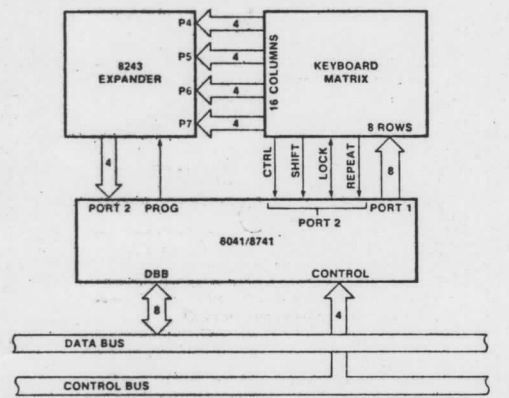 8243
EXPANDER
P4
P5
P6
P7
4
4
4
4
16 COLUMNS
KEYBOARD
MATRIX
8 ROWS
4
CTRL
SHIFT
LOCK
REPEAT
8
PORT 2
PROG
PORT 2
PORT 1
8041/8741
DBB
CONTROL
8
4
DATA BUS
CONTROL BUS